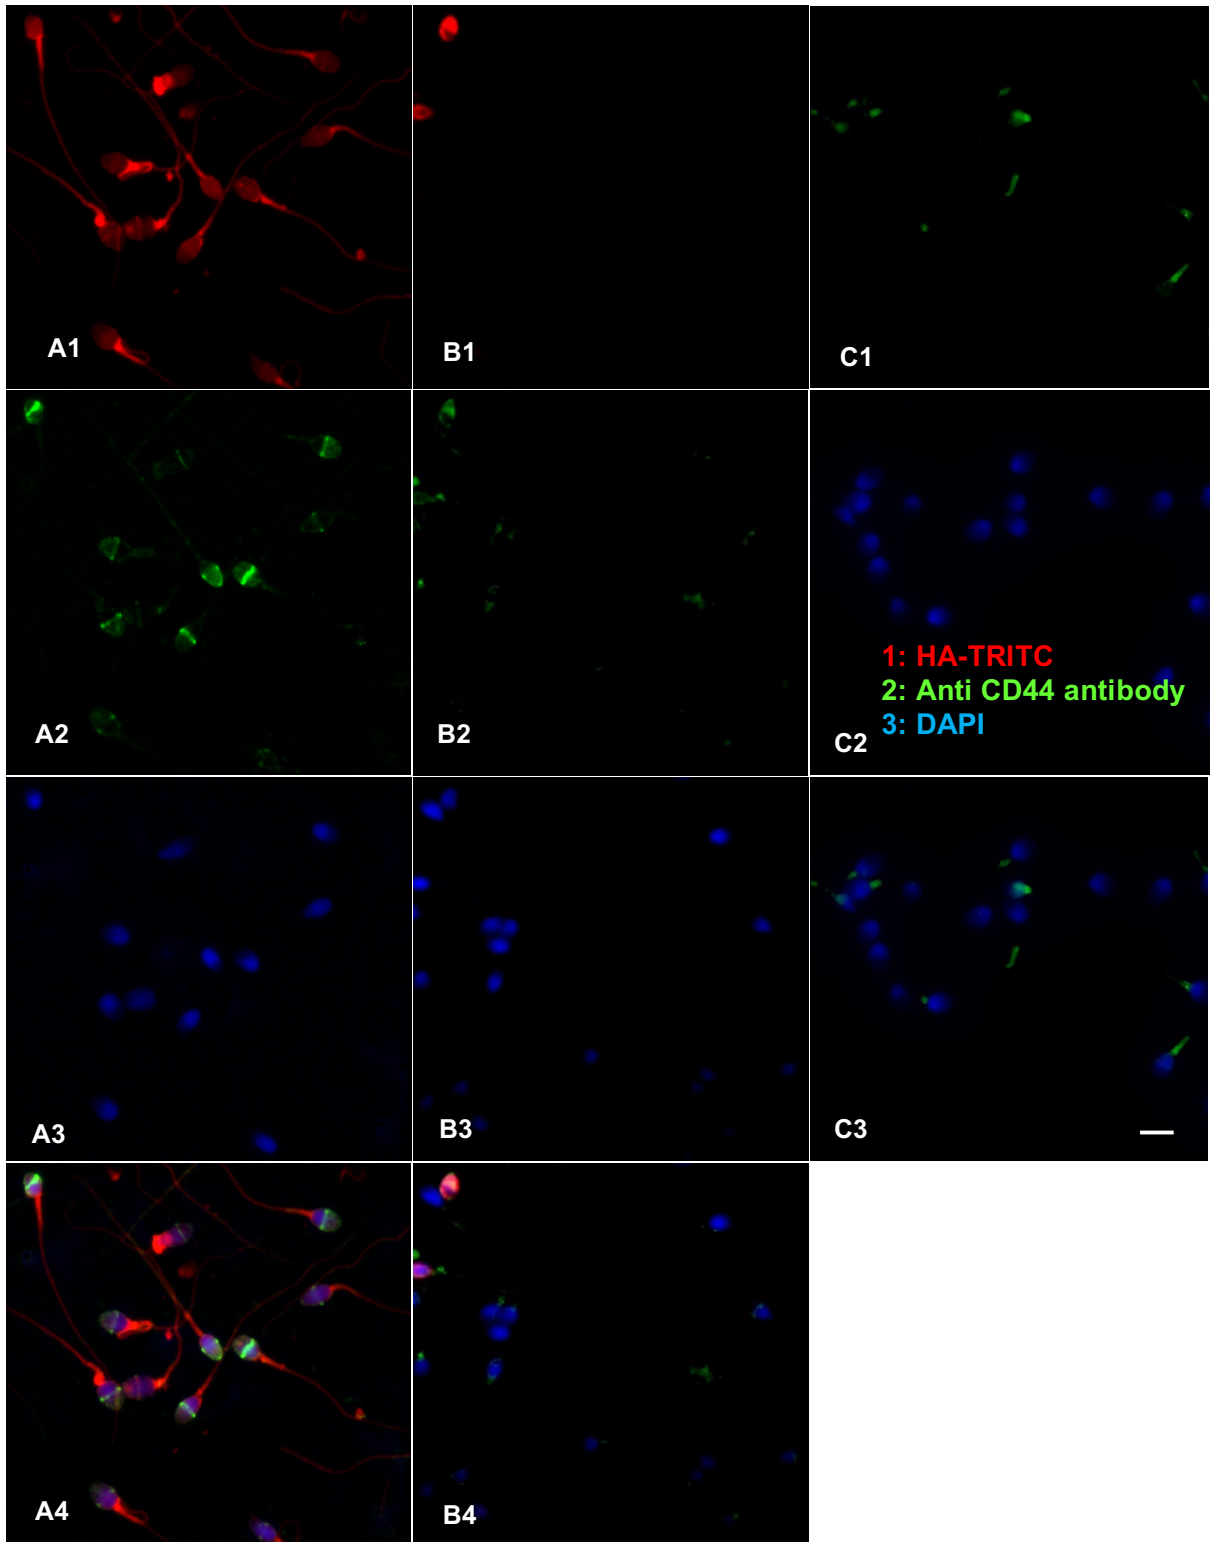 A1
B1
C1
A2
B2
C2
1: HA-TRITC
2: Anti CD44 antibody
3: DAPI
A3
B3
C3
A4
B4